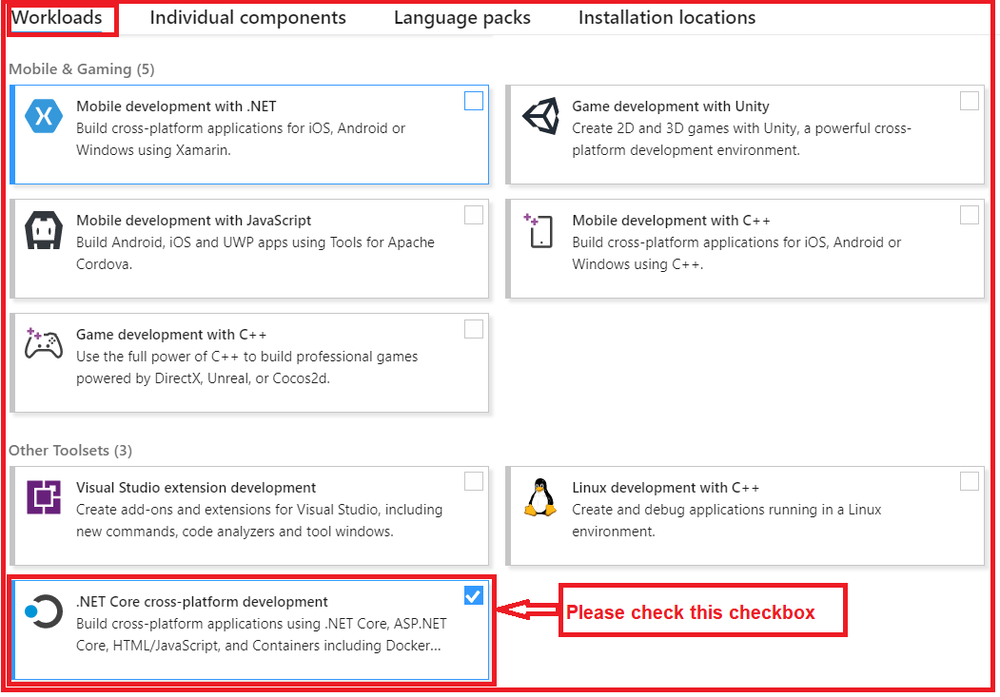 Workloads Individual components Language packs Installation locations
Mobile & Gaming (5)
Mobile development with .NET
Build cross-platform applications for iOS, Android or
Windows using Xamarin.
Game development with Unity
Create 2D and 3D games with Unity, a powerful cross-
platform development environment.
Mobile development with JavaScript
Build Android, iOS and UWP apps using Tools for Apache
Cordova.
Mobile development with C++
Build cross-platform applications for iOS, Android or
Windows using C++.
Game development with C++
Use the full power of C++ to build professional games
powered by DirectX, Unreal, or Cocos2d.
Other Toolsets (3)
Visual Studio extension development
Create add-ons and extensions for Visual Studio, including
new commands, code analyzers and tool windows.
Linux development with C++
Create and debug applications running in a Linux
environment.
.NET Core cross-platform development
Build cross-platform applications using .NET Core, ASP.NET
Core, HTML/JavaScript, and Containers including Docker...
Please check this checkbox